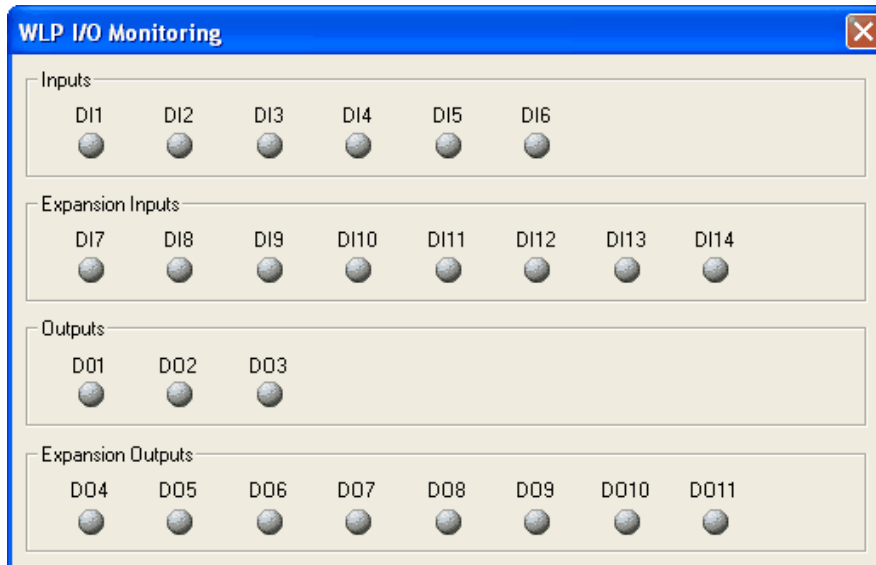 WLP I/O Monitoring
Inputs
DI1 DI2 DI3 DI4 DI5 DI6
Expansion Inputs
DI7 DI8 DI9 DI10 DI11 DI12 DI13 DI14
Outputs
DO1 DO2 DO3
Expansion Outputs
DO4 DO5 DO6 DO7 DO8 DO9 DO10 DO11